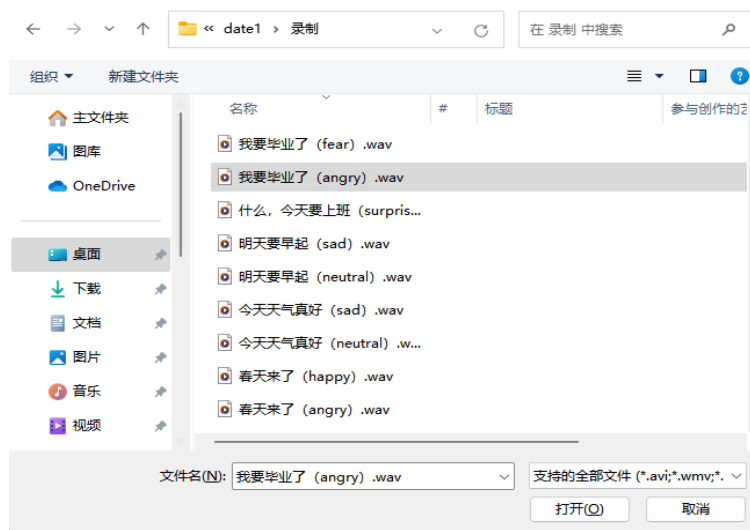 « date1 › 录制
在 录制 中搜索
组织
新建文件夹
?
主文件夹
图库
OneDrive
桌面
下载
文档
图片
音乐
视频
名称
#
标题
参与创作的艺
我要毕业了（fear）.wav
我要毕业了（angry）.wav
什么，今天要上班（surpris...
明天要早起（sad）.wav
明天要早起（neutral）.wav
今天天气真好（sad）.wav
今天天气真好（neutral）.w...
春天来了（happy）.wav
春天来了（angry）.wav
文件名(N):
我要毕业了（angry）.wav
支持的全部文件 (*.avi;*.wmv;*.
打开(O)
取消